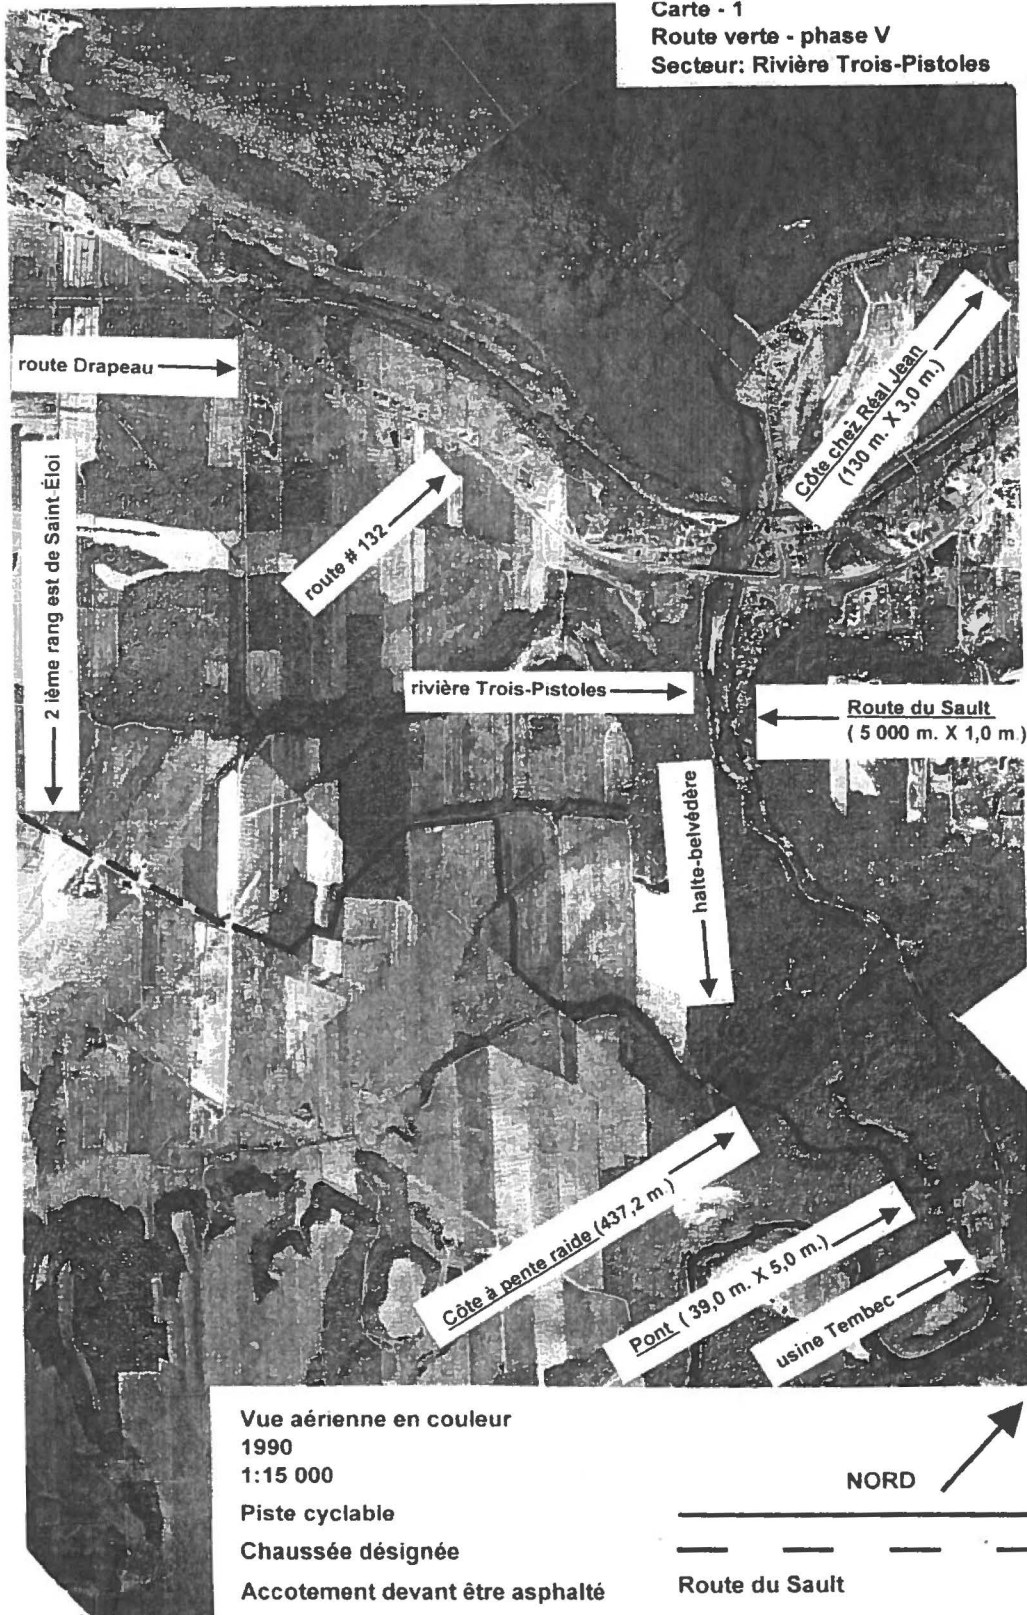 Carte - 1
Route verte - phase V
Secteur: Rivière Trois-Pistoles
Côte chez Réal Jean
(130 m. X 3,0 m.)
route Drapeau
route # 132
2 ième rang est de Saint-Eloi
rivière Trois-Pistoles
Route du Sault
( 5 000 m. X 1,0 m.)
halte-belvédère
Côte à pente raide (437,2 m.)
Pont ( 39,0 m. X 5,0 m.)
usine Tembec
Vue aérienne en couleur
1990
1:15 000
NORD
Piste cyclable
Chaussée désignée
Accotement devant être asphalté
Route du Sault